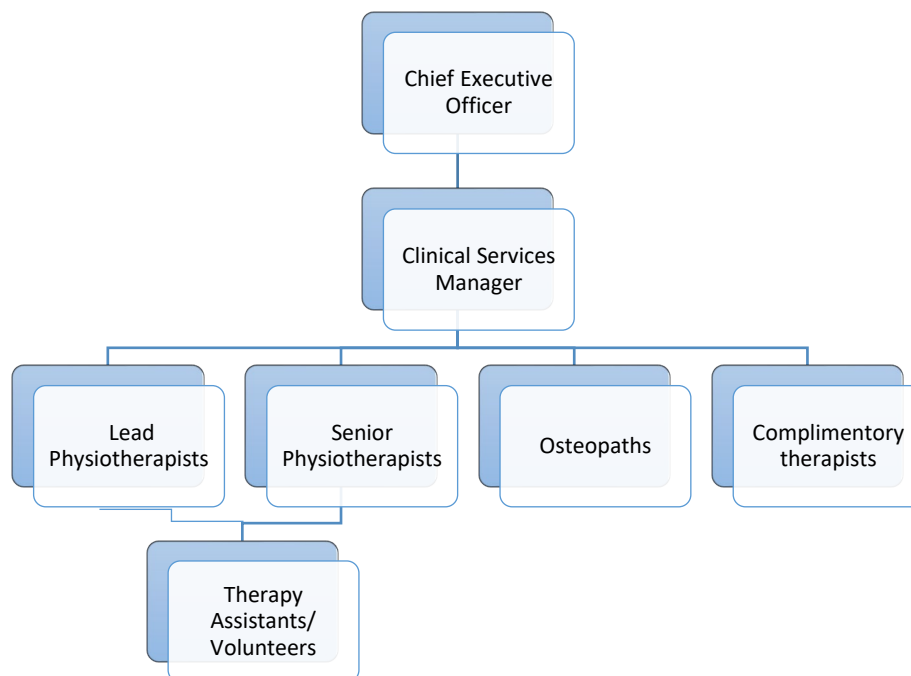 Chief Executive
Officer
Clinical Services
Manager
Lead
Physiotherapists
Senior
Physiotherapists
Osteopaths
Complimentory
therapists
Therapy
Assistants/
Volunteers